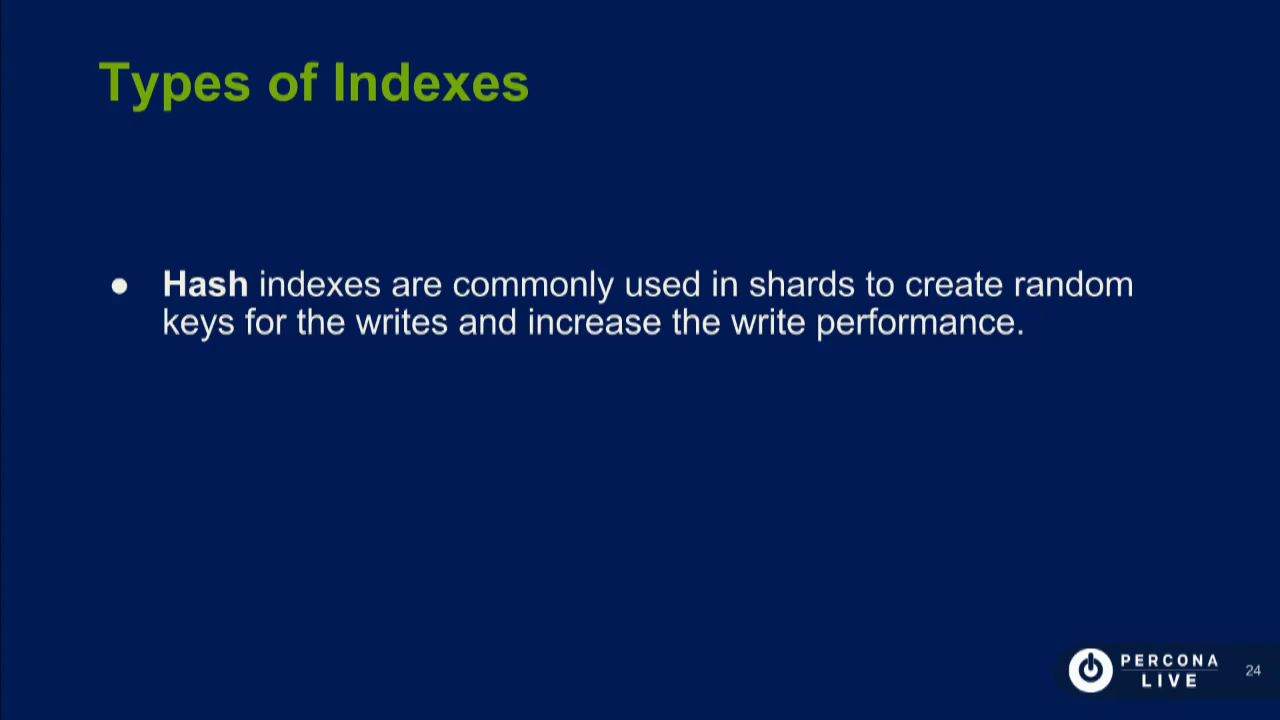 Types of Indexes
● Hash indexes are commonly used in shards to create random
keys for the writes and increase the write performance.
PERCONA
LIVE
24